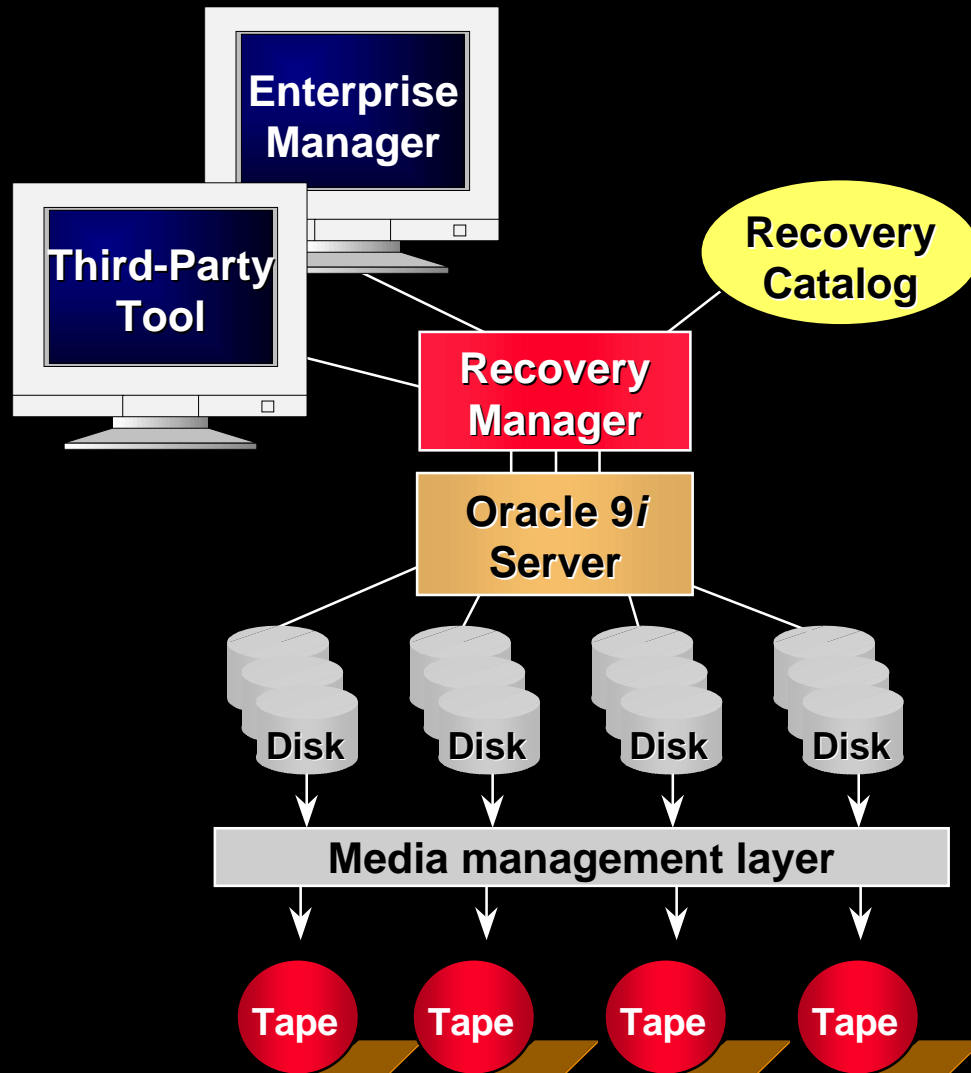 Enterprise
Manager
Third-Party
Tool
Recovery
Catalog
Recovery
Manager
Oracle 9i
Server
Disk
Disk
Disk
Disk
Media management layer
Tape
Tape
Tape
Tape